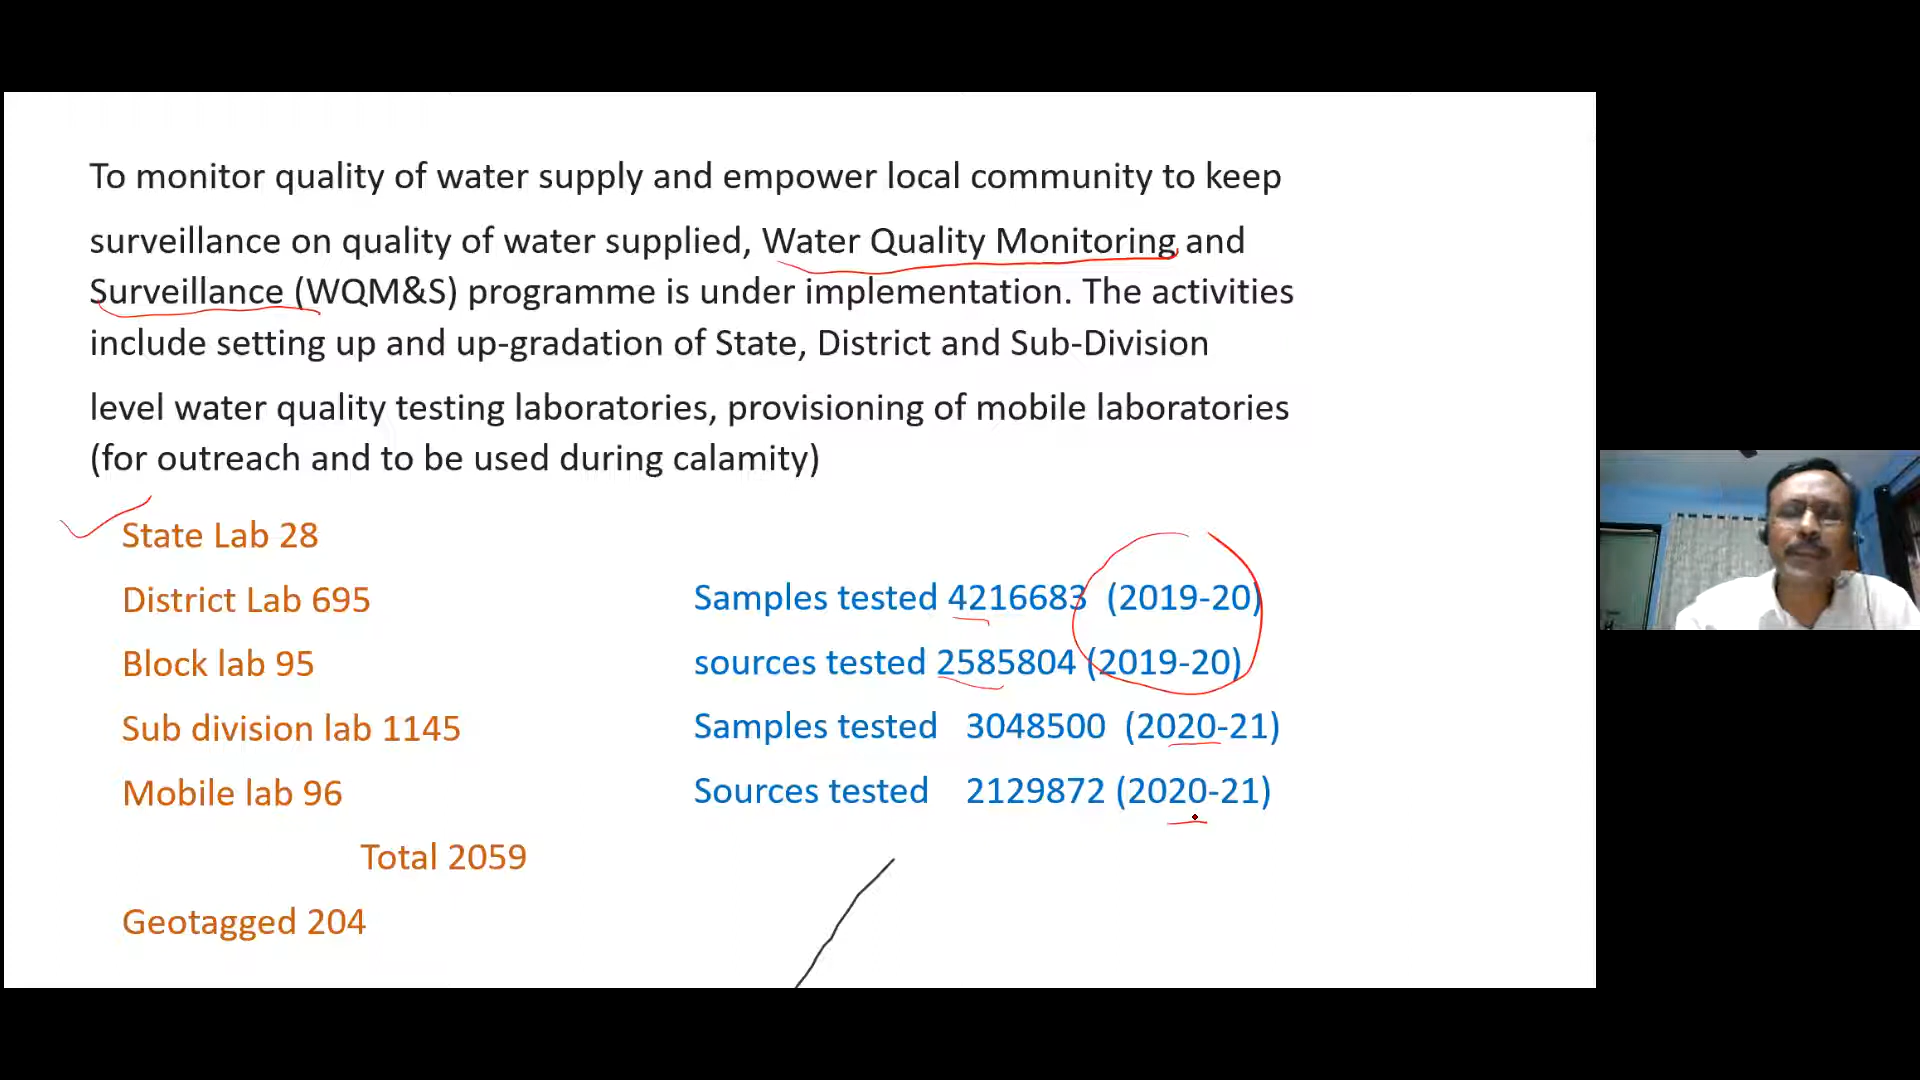 To monitor quality of water supply and empower local community to keep
surveillance on quality of water supplied, Water Quality Monitoring and
Surveillance (WQM&S) programme is under implementation. The activities
include setting up and up-gradation of State, District and Sub-Division
level water quality testing laboratories, provisioning of mobile laboratories
(for outreach and to be used during calamity)
State Lab 28
District Lab 695
Block lab 95
Sub division lab 1145
Mobile lab 96
Total 2059
Geotagged 204
Samples tested 4216683 (2019-20)
sources tested 2585804 (2019-20)
Samples tested 3048500 (2020-21)
Sources tested 2129872 (2020-21)